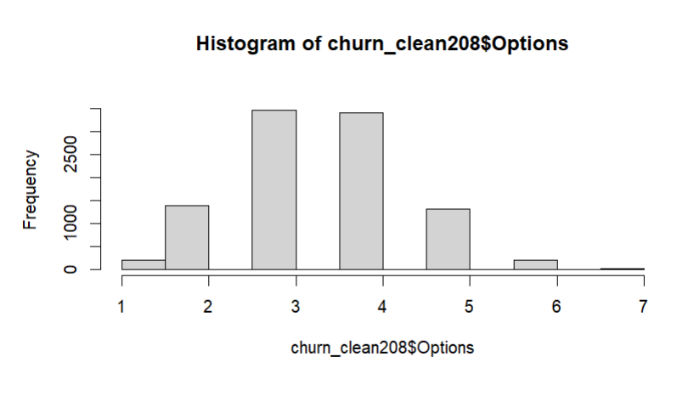 Histogram of churn_clean208$Options
Frequency
2500
1000
0
1 2 3 4 5 6 7
churn_clean208$Options